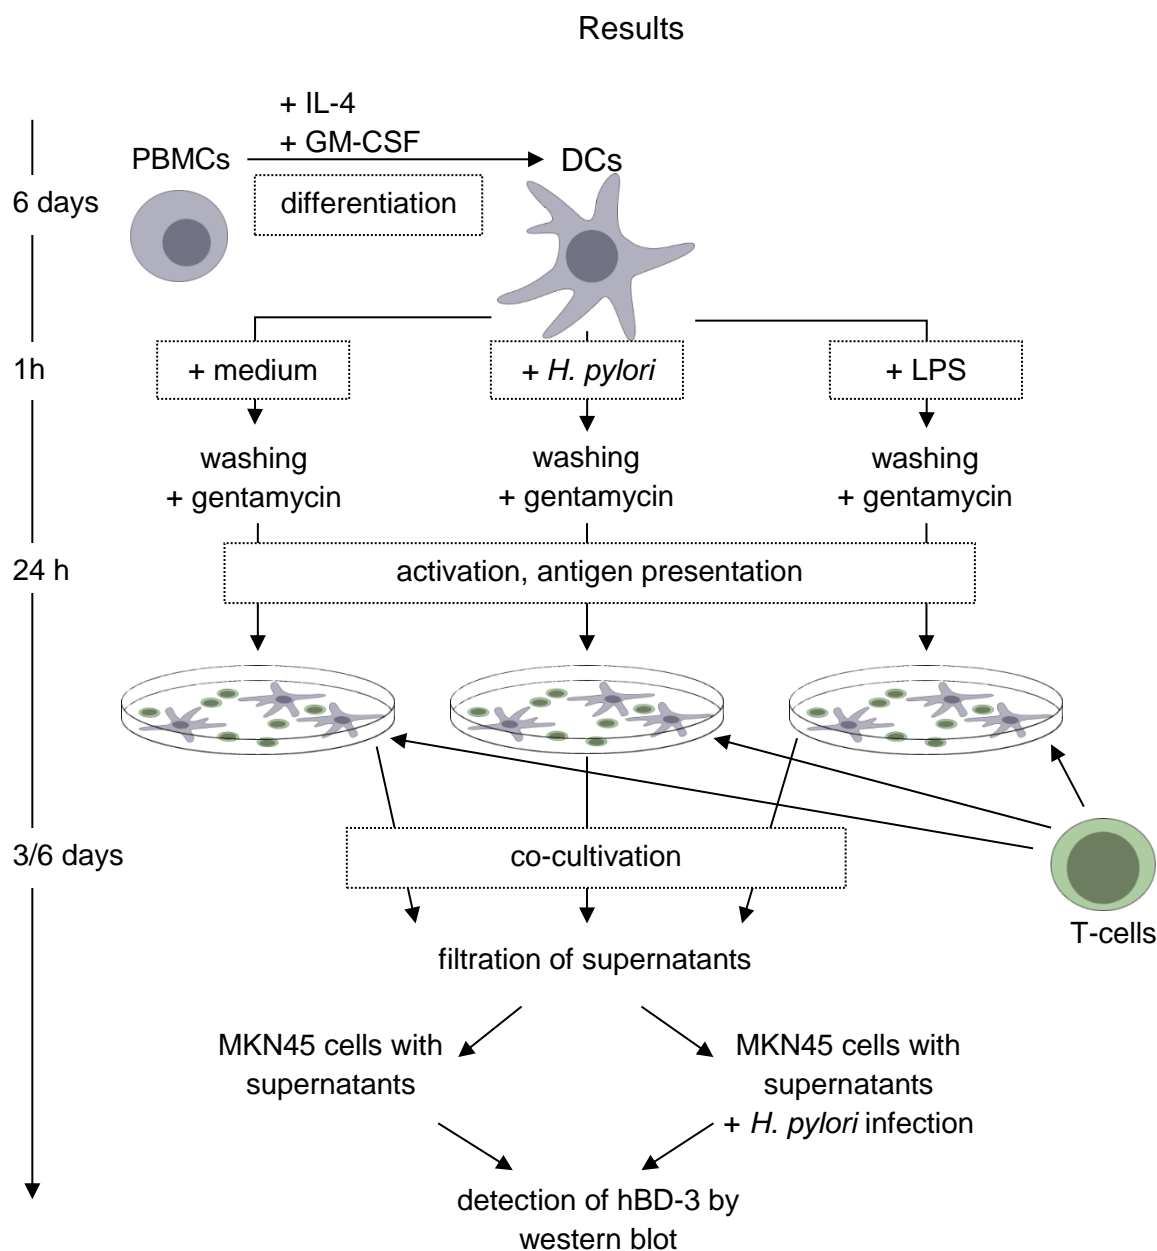 Results
+ IL-4
+ GM-CSF
PBMCs
DCs
6 days
differentiation
1h
+ medium
+ H. pylori
+ LPS
washing
+ gentamycin
washing
+ gentamycin
washing
+ gentamycin
24 h
activation, antigen presentation
3/6 days
co-cultivation
T-cells
filtration of supernatants
MKN45 cells with
supernatants
MKN45 cells with
supernatants
+ H. pylori infection
detection of hBD-3 by
western blot